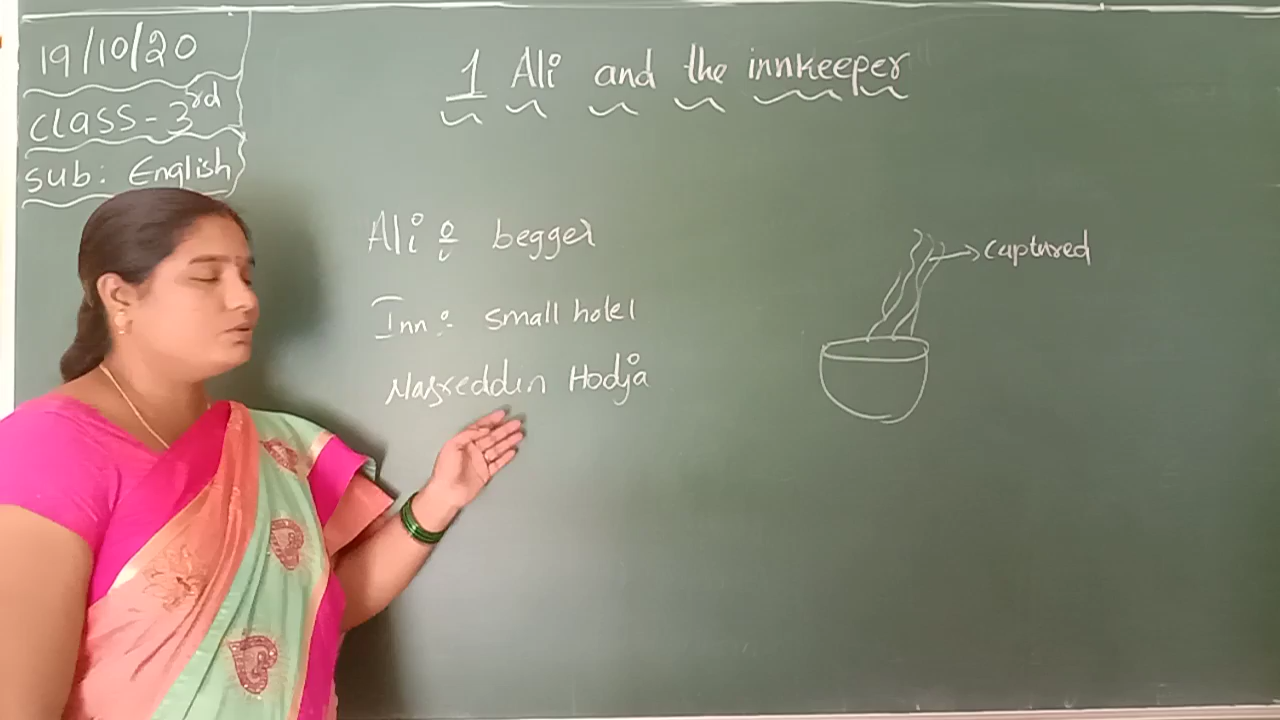 19/10/20
class-3rd
sub: English
1 Ali and the innkeeper
Ali : begger
Inn :- small hotel
Nasreddin Hodja
captured